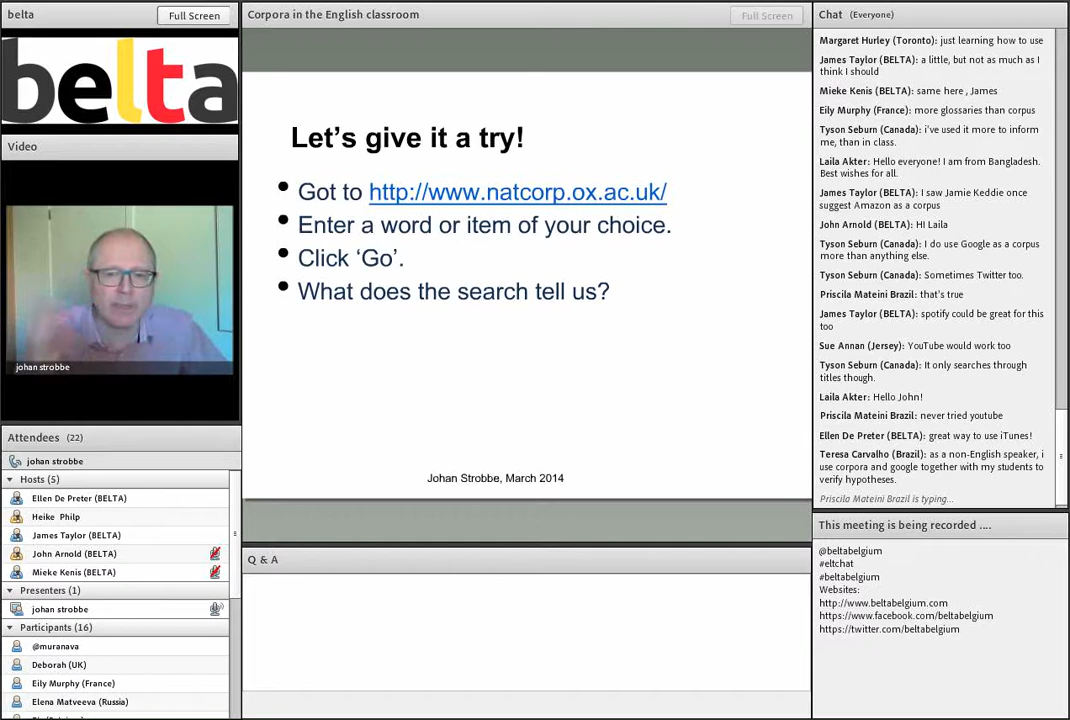 belta
Full Screen
belta
Video
johan strobbe
Attendees (22)
johan strobbe
Hosts (5)
Ellen De Preter (BELTA)
Heike Philp
James Taylor (BELTA)
John Arnold (BELTA)
Mieke Kenis (BELTA)
Presenters (1)
johan strobbe
Participants (16)
@muranava
Deborah (UK)
Eily Murphy (France)
Elena Matveeva (Russia)
Corpora in the English classroom
Full Screen
Let’s give it a try!
• Got to http://www.natcorp.ox.ac.uk/
• Enter a word or item of your choice.
• Click ‘Go’.
• What does the search tell us?
Johan Strobbe, March 2014
Q & A
Chat (Everyone)
Margaret Hurley (Toronto): just learning how to use
James Taylor (BELTA): a little, but not as much as I
think I should
Mieke Kenis (BELTA): same here , James
Eily Murphy (France): more glossaries than corpus
Tyson Seburn (Canada): i've used it more to inform
me, than in class.
Laila Akter: Hello everyone! I am from Bangladesh.
Best wishes for all.
James Taylor (BELTA): I saw Jamie Keddie once
suggest Amazon as a corpus
John Arnold (BELTA): HI Laila
Tyson Seburn (Canada): I do use Google as a corpus
more than anything else.
Tyson Seburn (Canada): Sometimes Twitter too.
Priscila Mateini Brazil: that's true
James Taylor (BELTA): spotify could be great for this
too
Sue Annan (Jersey): YouTube would work too
Tyson Seburn (Canada): It only searches through
titles though.
Laila Akter: Hello John!
Priscila Mateini Brazil: never tried youtube
Ellen De Preter (BELTA): great way to use iTunes!
Teresa Carvalho (Brazil): as a non-English speaker, i
use corpora and google together with my students to
verify hypotheses.
Priscila Mateini Brazil is typing...
This meeting is being recorded ....
@beltabelgium
#eltchat
#beltabelgium
Websites:
http://www.beltabelgium.com
https://www.facebook.com/beltabelgium
https://twitter.com/beltabelgium